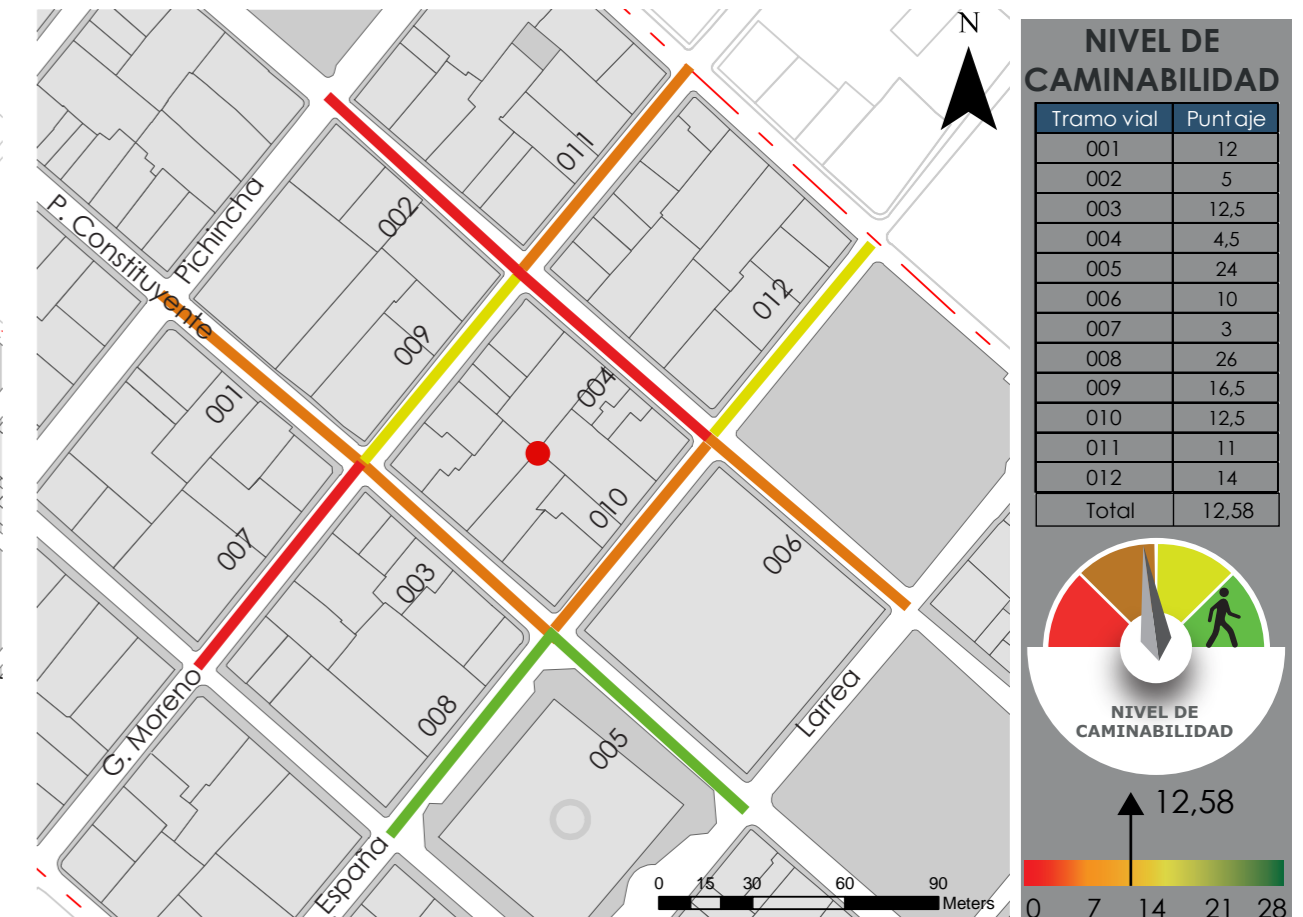 N
011
002
P. Constituyente
Pichincha
012
009
004
001
010
007
003
006
008
005
Larrea
G. Moreno
España
0 15 30 60 90
Meters
NIVEL DE
CAMINABILIDAD
Tramo vial Puntaje
001 12
002 5
003 12,5
004 4,5
005 24
006 10
007 3
008 26
009 16,5
010 12,5
011 11
012 14
Total 12,58
NIVEL DE
CAMINABILIDAD
12,58
0 7 14 21 28